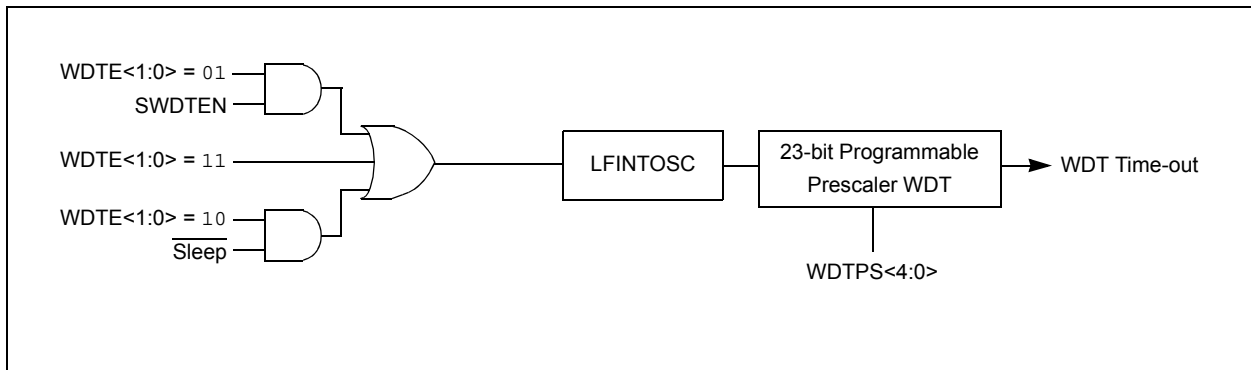 WDTE<1:0> = 01
SWDTEN
WDTE<1:0> = 11
WDTE<1:0> = 10
Sleep
LFINTOSC
23-bit Programmable
Prescaler WDT
WDT Time-out
WDTPS<4:0>